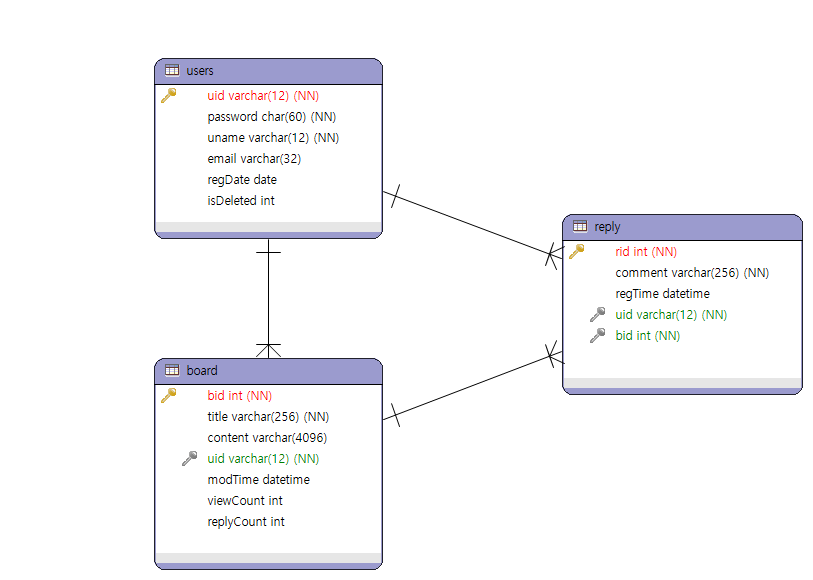 users
uid varchar(12) (NN)
password char(60) (NN)
uname varchar(12) (NN)
email varchar(32)
regDate date
isDeleted int
reply
rid int (NN)
comment varchar(256) (NN)
regTime datetime
uid varchar(12) (NN)
bid int (NN)
board
bid int (NN)
title varchar(256) (NN)
content varchar(4096)
uid varchar(12) (NN)
modTime datetime
viewCount int
replyCount int